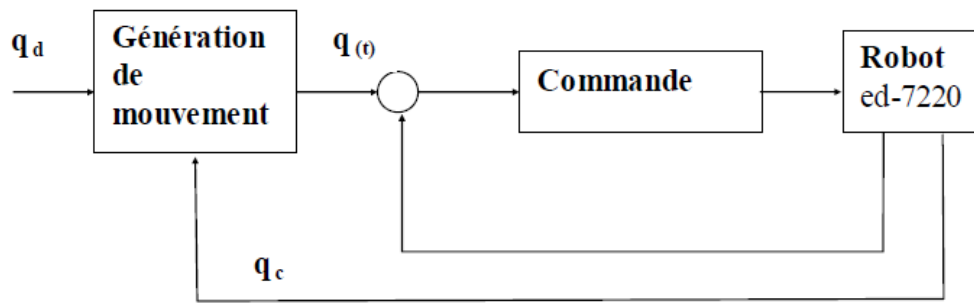 q d
Génération
de
mouvement
q (t)
Commande
Robot
ed-7220
q c